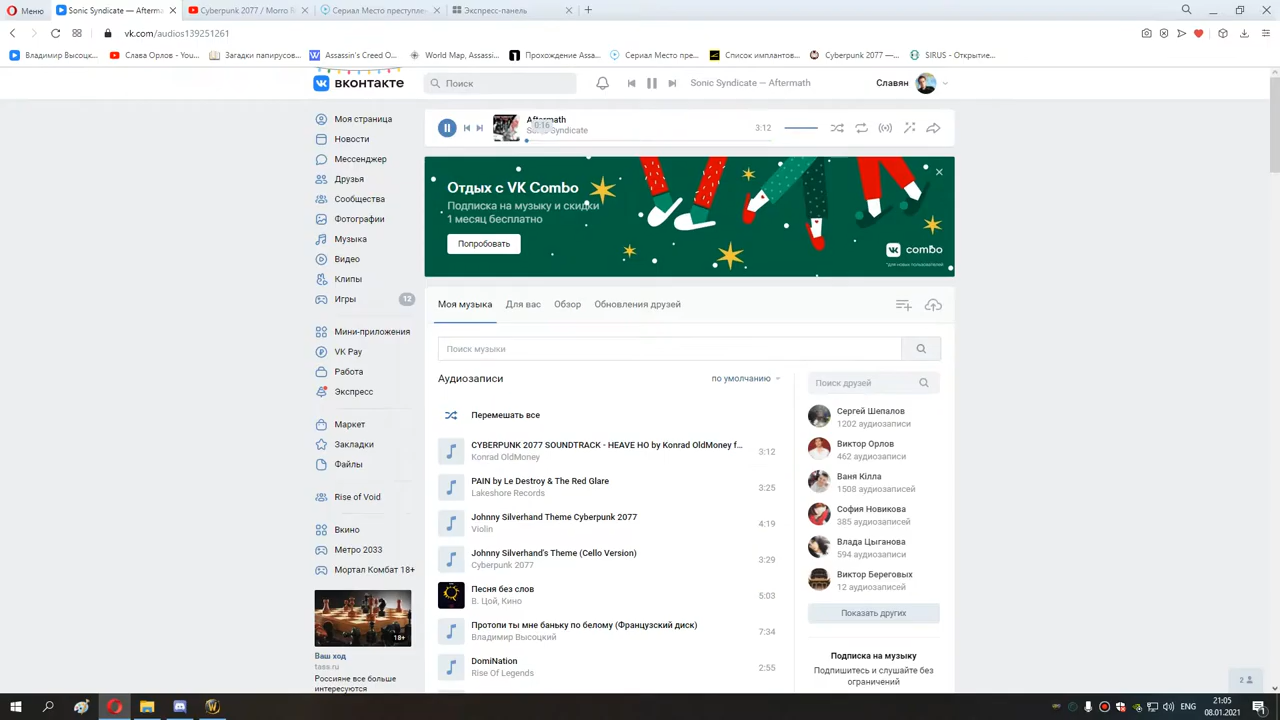 Меню
Sonic Syndicate — Afterma
Cyberpunk 2077 / Morro R
Сериал Место преступле
Экспресс-панель
vk.com/audios139251261
Владимир Высоцк...
Слава Орлов - You...
Загадки папирусов...
Assassin's Creed O...
World Map, Assassi...
Прохождение Assa...
Сериал Место пре...
Список имплантов...
Cyberpunk 2077 —...
SIRUS - Открытие...
вконтакте
Поиск
Sonic Syndicate — Aftermath
Славян
Моя страница
Новости
Мессенджер
Друзья
Сообщества
Фотографии
Музыка
Видео
Клипы
Игры
12
Мини-приложения
VK Pay
Работа
Экспресс
Маркет
Закладки
Файлы
Rise of Void
Вкино
Метро 2033
Мортал Комбат 18+
18+
Ваш ход
tass.ru
Россияне все больше
интересуются
Aftermath
0:16
3:12
Отдых с VK Combo
Подписка на музыку и скидки
1 месяц бесплатно
Попробовать
combo
*для новых пользователей
Моя музыка
Для вас
Обзор
Обновления друзей
Поиск музыки
Аудиозаписи
по умолчанию
Перемешать все
CYBERPUNK 2077 SOUNDTRACK - HEAVE HO by Konrad OldMoney f...
Konrad OldMoney
3:12
PAIN by Le Destroy & The Red Glare
Lakeshore Records
3:25
Johnny Silverhand Theme Cyberpunk 2077
Violin
4:19
Johnny Silverhand's Theme (Cello Version)
Cyberpunk 2077
3:29
Песня без слов
В. Цой, Кино
5:03
Протопи ты мне баньку по белому (Французский диск)
Владимир Высоцкий
7:34
DomiNation
Rise Of Legends
2:55
Поиск друзей
Сергей Шепалов
1202 аудиозаписи
Виктор Орлов
462 аудиозаписи
Ваня Кілла
1508 аудиозаписей
София Новикова
385 аудиозаписей
Влада Цыганова
594 аудиозаписи
Виктор Береговых
12 аудиозаписей
Показать других
Подписка на музыку
Подпишитесь и слушайте без
ограничений
2
ENG
21:05
08.01.2021
1